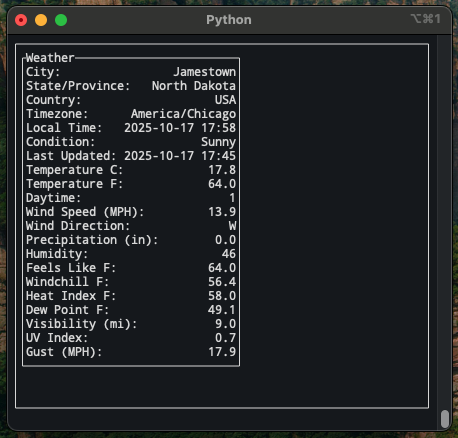 Python
⌥⌘1
Weather
City: Jamestown
State/Province: North Dakota
Country: USA
Timezone: America/Chicago
Local Time: 2025-10-17 17:58
Condition: Sunny
Last Updated: 2025-10-17 17:45
Temperature C: 17.8
Temperature F: 64.0
Daytime: 1
Wind Speed (MPH): 13.9
Wind Direction: W
Precipitation (in): 0.0
Humidity: 46
Feels Like F: 64.0
Windchill F: 56.4
Heat Index F: 58.0
Dew Point F: 49.1
Visibility (mi): 9.0
UV Index: 0.7
Gust (MPH): 17.9